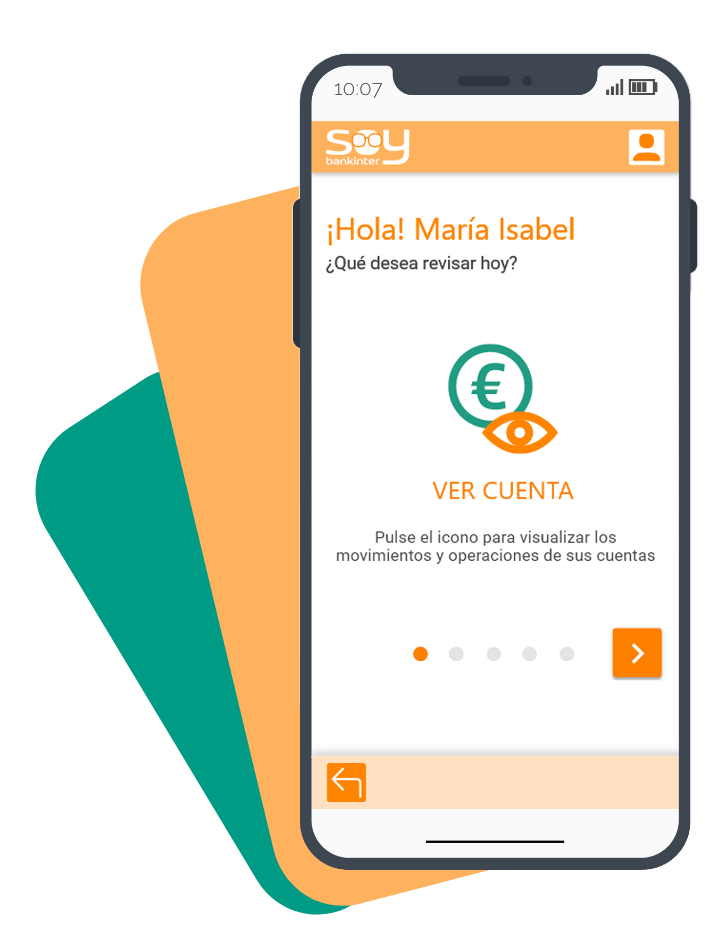 10:07
SOY
bankinter
¡Hola! María Isabel
¿Qué desea revisar hoy?
€
VER CUENTA
Pulse el icono para visualizar los
movimientos y operaciones de sus cuentas